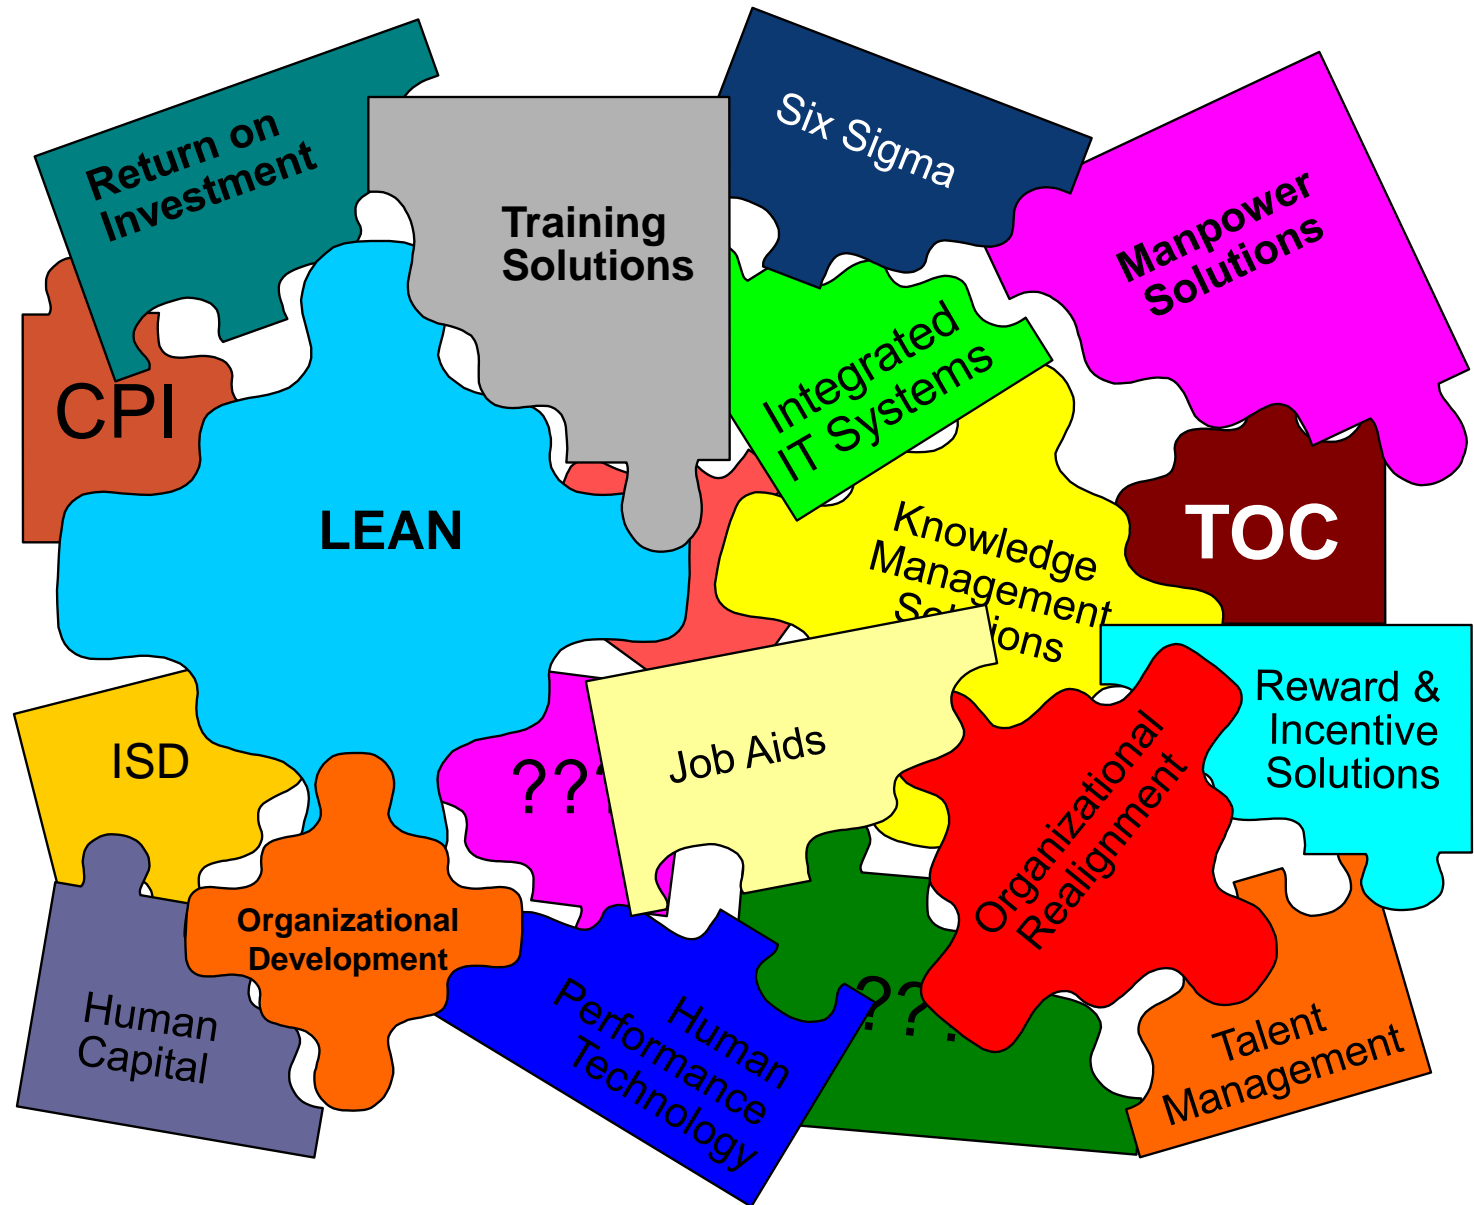 Return on
Investment
Training
Solutions
Six Sigma
Manpower
Solutions
CPI
Integrated
IT Systems
LEAN
Knowledge
Management
TOC
ISD
???
Job Aids
Organizational
Realignment
Reward &
Incentive
Solutions
Organizational
Development
Human
Capital
Human
Performance
Technology
???
Talent
Management